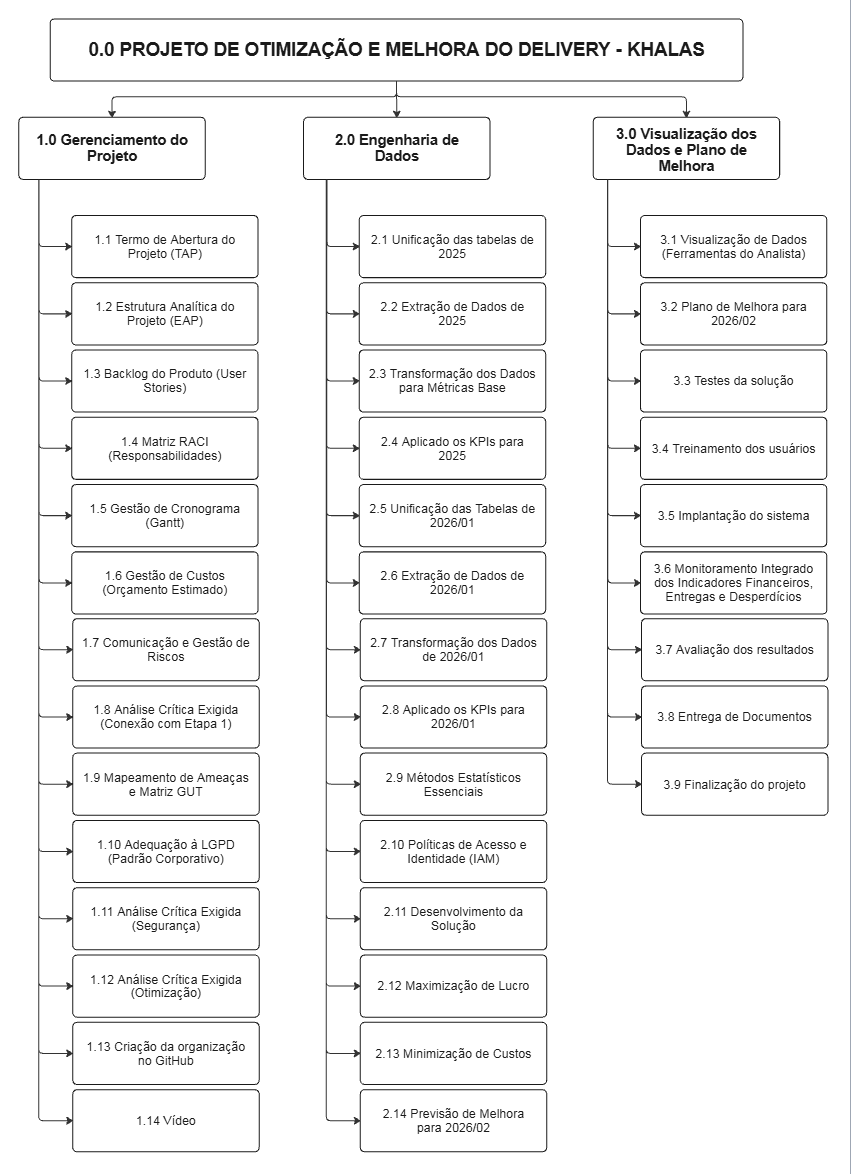 0.0 PROJETO DE OTIMIZAÇÃO E MELHORA DO DELIVERY - KHALAS
1.0 Gerenciamento do
Projeto
1.1 Termo de Abertura do
Projeto (TAP)
1.2 Estrutura Analítica do
Projeto (EAP)
1.3 Backlog do Produto (User
Stories)
1.4 Matriz RACI
(Responsabilidades)
1.5 Gestão de Cronograma
(Gantt)
1.6 Gestão de Custos
(Orçamento Estimado)
1.7 Comunicação e Gestão de
Riscos
1.8 Análise Crítica Exigida
(Conexão com Etapa 1)
1.9 Mapeamento de Ameaças
e Matriz GUT
1.10 Adequação à LGPD
(Padrão Corporativo)
1.11 Análise Crítica Exigida
(Segurança)
1.12 Análise Crítica Exigida
(Otimização)
1.13 Criação da organização
no GitHub
1.14 Vídeo
2.0 Engenharia de
Dados
2.1 Unificação das tabelas de
2025
2.2 Extração de Dados de
2025
2.3 Transformação dos Dados
para Métricas Base
2.4 Aplicado os KPIs para
2025
2.5 Unificação das Tabelas de
2026/01
2.6 Extração de Dados de
2026/01
2.7 Transformação dos Dados
de 2026/01
2.8 Aplicado os KPIs para
2026/01
2.9 Métodos Estatísticos
Essenciais
2.10 Políticas de Acesso e
Identidade (IAM)
2.11 Desenvolvimento da
Solução
2.12 Maximização de Lucro
2.13 Minimização de Custos
2.14 Previsão de Melhora
para 2026/02
3.0 Visualização dos
Dados e Plano de
Melhora
3.1 Visualização de Dados
(Ferramentas do Analista)
3.2 Plano de Melhora para
2026/02
3.3 Testes da solução
3.4 Treinamento dos usuários
3.5 Implantação do sistema
3.6 Monitoramento Integrado
dos Indicadores Financeiros,
Entregas e Desperdícios
3.7 Avaliação dos resultados
3.8 Entrega de Documentos
3.9 Finalização do projeto